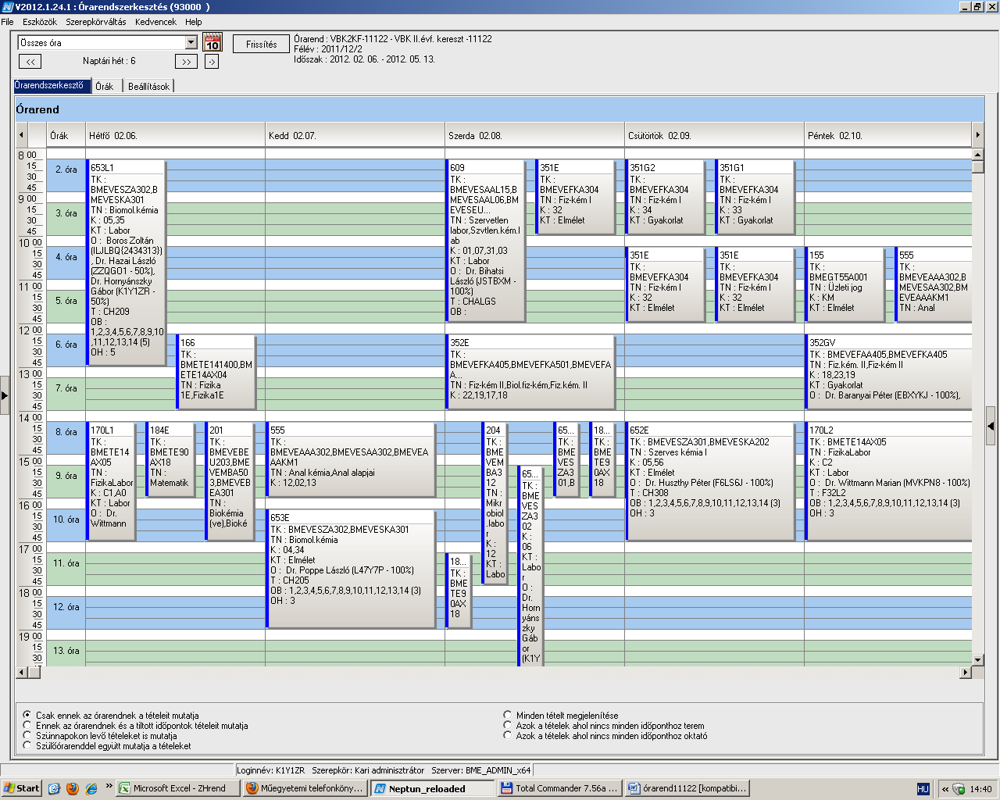 V2012.1.24.1 : Órarendszerkesztés (93000  )
File Eszközök Szerepkörváltás Kedvencek Help
Összes óra
10
Frissítés
<< Naptári hét : 6 >> ->
Órarend : VBK2KF-11122 - VBK II.évf. kereszt -11122
Félév : 2011/12/2
Időszak : 2012. 02. 06. - 2012. 05. 13.
Órarendszerkesztő Órák Beállítások
Órarend
Órák Hétfő 02.06. Kedd 02.07. Szerda 02.08. Csütörtök 02.09. Péntek 02.10.
8 00
15
30
45
9 00
15
30
45
10 00
15
30
45
11 00
15
30
45
12 00
15
30
45
13 00
15
30
45
14 00
15
30
45
15 00
15
30
45
16 00
15
30
45
17 00
15
30
45
18 00
15
30
45
19 00
15
30
2. óra
3. óra
4. óra
5. óra
6. óra
7. óra
8. óra
9. óra
10. óra
11. óra
12. óra
13. óra
653L1
TK :
BMEVESZA302,B
MEVESKA301
TN : Biomol.kémia
K : 05,35
KT : Labor
O : Boros Zoltán
(ILJLBQ{2434313})
, Dr. Hazai László
(ZZQGO1 - 50%),
Dr. Hornyánszky
Gábor (K1Y1ZR -
50%)
T : CH209
OB :
1,2,3,4,5,6,7,8,9,10
,11,12,13,14 (5)
OH : 5
166
TK :
BMETE141400,BM
ETE14AX04
TN : Fizika
1E,Fizika1E
170L1
TK :
BMETE14
AX05
TN :
FizikaLabor
K : C1,A0
KT : Labor
O : Dr.
Wittmann
184E
TK :
BMETE90
AX18
TN :
Matematik
201
TK :
BMEVEBE
U203,BME
VEMBA50
3,BMEVEB
EA301
TN :
Biokémia
(ve),Bioké
555
TK :
BMEVEAAA302,BMEVESAA302,BMEVEA
AAKM1
TN : Anal kémia,Anal alapjai
K : 12,02,13
653E
TK : BMEVESZA302,BMEVESKA301
TN : Biomol.kémia
K : 04,34
KT : Elmélet
O : Dr. Poppe László (L47Y7P - 100%)
T : CH205
OB : 1,2,3,4,5,6,7,8,9,10,11,12,13,14 (3)
OH : 3
609
TK :
BMEVESAAL15,B
MEVESAAL06,BM
EVESEU...
TN : Szervetlen
labor,Szvtlen.kém.l
ab
K : 01,07,31,03
KT : Labor
O : Dr. Bihatsi
László (JSTBXM -
100%)
T : CHALGS
OB :
351E
TK :
BMEVEFKA304
TN : Fiz-kém I
K : 32
KT : Elmélet
352E
TK :
BMEVEFKA405,BMEVEFKA501,BMEVEFA
A...
TN : Fiz-kém II,Biol.fiz-kém,Fiz.kém. II
K : 22,19,17,18
18...
TK :
BME
TE9
0AX
18
204
TK :
BME
VEM
BA3
12
TN :
Mikr
obiol
.labo
r
K :
12
KT :
Labo
65...
TK :
BME
VES
ZA3
02
K :
06
KT :
Labo
r
O :
Dr.
Horn
yáns
zky
Gáb
or
(K1Y
65...
TK :
BME
VES
ZA3
01,B
18...
TK :
BME
TE9
0AX
18
351G2
TK :
BMEVEFKA304
TN : Fiz-kém I
K : 34
KT : Gyakorlat
351G1
TK :
BMEVEFKA304
TN : Fiz-kém I
K : 33
KT : Gyakorlat
351E
TK :
BMEVEFKA304
TN : Fiz-kém I
K : 32
KT : Elmélet
351E
TK :
BMEVEFKA304
TN : Fiz-kém I
K : 32
KT : Elmélet
652E
TK : BMEVESZA301,BMEVESKA202
TN : Szerves kémia I
K : 05,56
KT : Elmélet
O : Dr. Huszthy Péter (F6LS6J - 100%)
T : CH308
OB : 1,2,3,4,5,6,7,8,9,10,11,12,13,14 (3)
OH : 3
155
TK :
BMEGT55A001
TN : Üzleti jog
K : KM
KT : Elmélet
555
TK :
BMEVEAAA302,B
MEVESAA302,BM
EVEAAAKM1
TN : Anal
352GV
TK : BMEVEFAA405,BMEVEFKA405
TN : Fiz.kém. II,Fiz-kém II
K : 18,23,19
KT : Gyakorlat
O : Dr. Baranyai Péter (EBXYKJ - 100%),
170L2
TK : BMETE14AX05
TN : FizikaLabor
K : C2
KT : Labor
O : Dr. Wittmann Marian (MVKPN8 - 100%)
T : F32L2
OB : 1,2,3,4,5,6,7,8,9,10,11,12,13,14 (3)
OH : 3
Csak ennek az órarendnek a tételeit mutatja
Ennek az órarendnek és a tiltott időpontok tételeit mutatja
Szünnapokon levő tételeket is mutatja
Szülőórarenddel együtt mutatja a tételeket
Minden tételt megjelenítése
Azok a tételek ahol nincs minden időponthoz terem
Azok a tételek ahol nincs minden időponthoz oktató
Loginnév: K1Y1ZR Szerepkör: Kari adminisztrátor Szerver: BME_ADMIN_x64
Start » Microsoft Excel - ZHrend Műegyetemi telefonköny... Neptun_reloaded Total Commander 7.56a ... órarend11122 [kompatibi... HU « 14:40